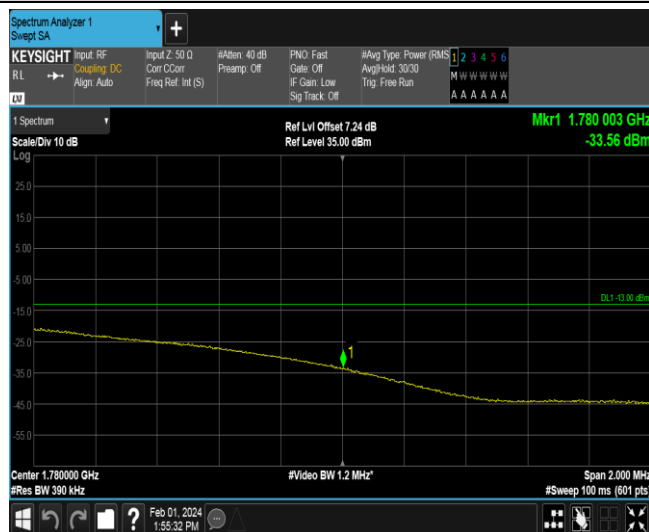 Spectrum Analyzer 1
Swept SA
+
KEYSIGHT Input: RF Input Z: 50 Ω #Atten: 40 dB PNO: Fast #Avg Type: Power (RMS 1 2 3 4 5 6
RL Coupling: DC Corr CCorr Preamp: Off Gate: Off Avg|Hold: 30/30 M W W W W W
Align: Auto Freq Ref: Int (S) IF Gain: Low Trig: Free Run
LXI Sig Track: Off A A A A A A
1 Spectrum Ref Lvl Offset 7.24 dB Mkr1 1.780 003 GHz
Scale/Div 10 dB Ref Level 35.00 dBm -33.56 dBm
Log
25.0
15.0
5.00
-5.00
DL1 -13.00 dBm
-15.0
-25.0
1
-35.0
-45.0
-55.0
Center 1.780000 GHz #Video BW 1.2 MHz* Span 2.000 MHz
#Res BW 390 kHz #Sweep 100 ms (601 pts)
? Feb 01, 2024
1:55:32 PM